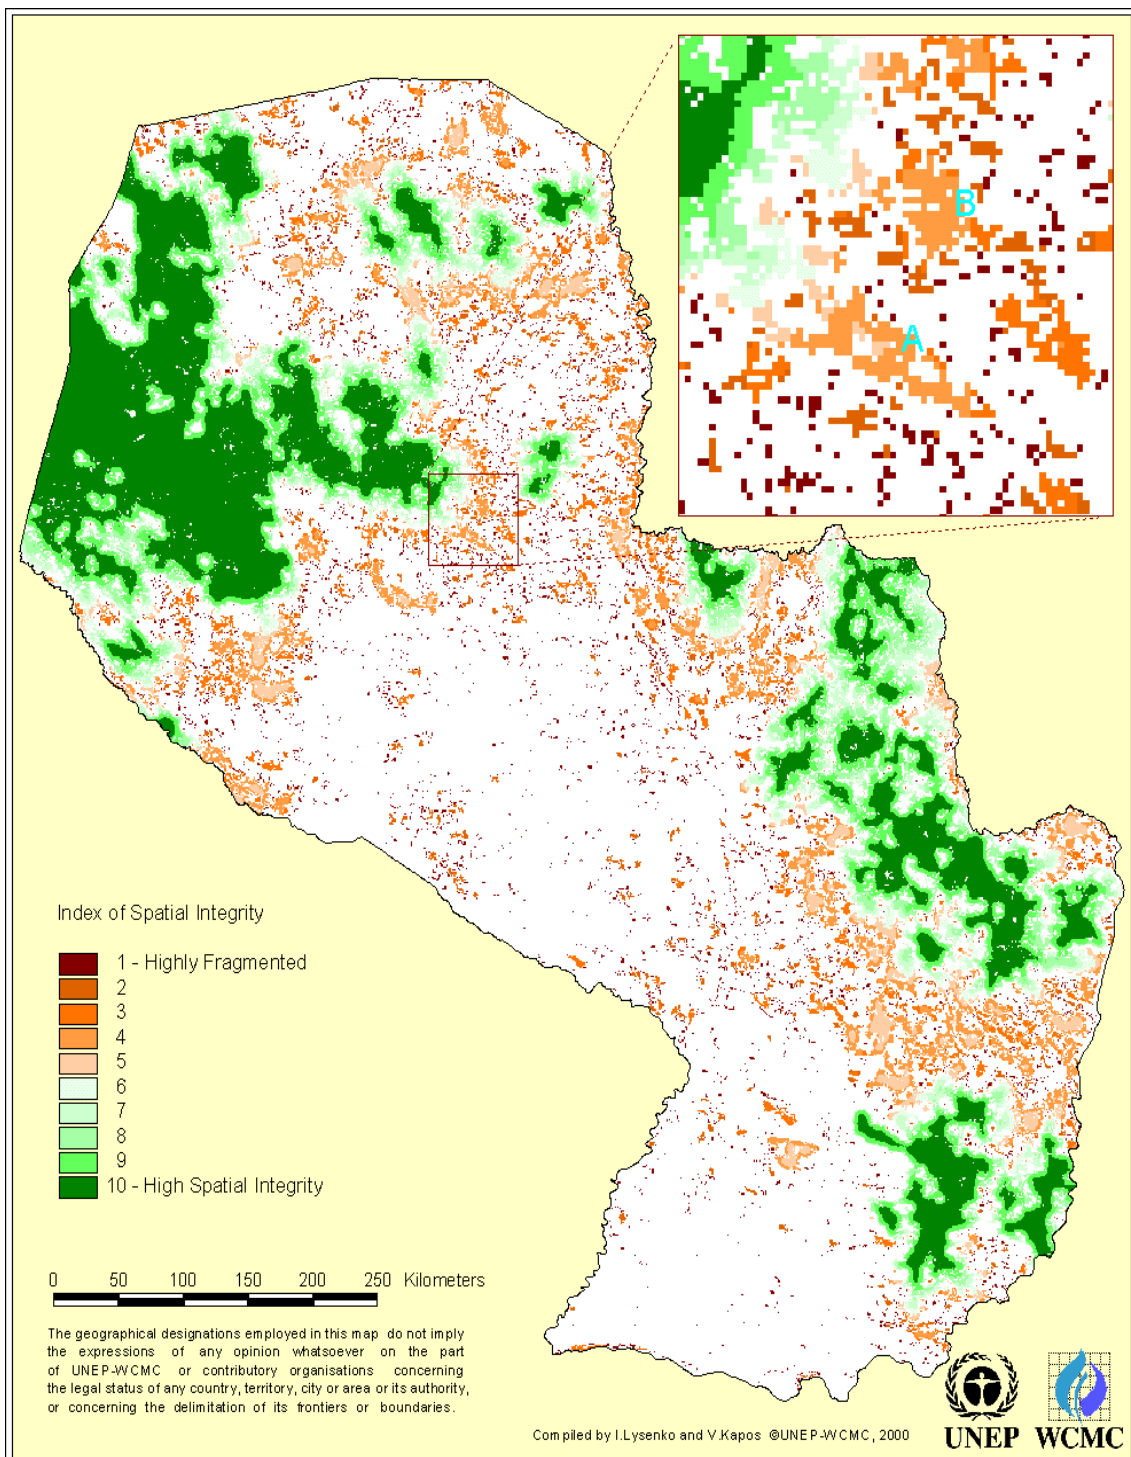 B
A
Index of Spatial Integrity
1 - Highly Fragmented
2
3
4
5
6
7
8
9
10 - High Spatial Integrity
0 50 100 150 200 250 Kilometers
The geographical designations employed in this map do not imply
the expressions of any opinion whatsoever on the part
of UNEP-WCMC or contributory organisations concerning
the legal status of any country, territory, city or area or its authority,
or concerning the delimitation of its frontiers or boundaries.
Compiled by I.Lysenko and V.Kapos ©UNEP-WCMC, 2000
UNEP WCMC